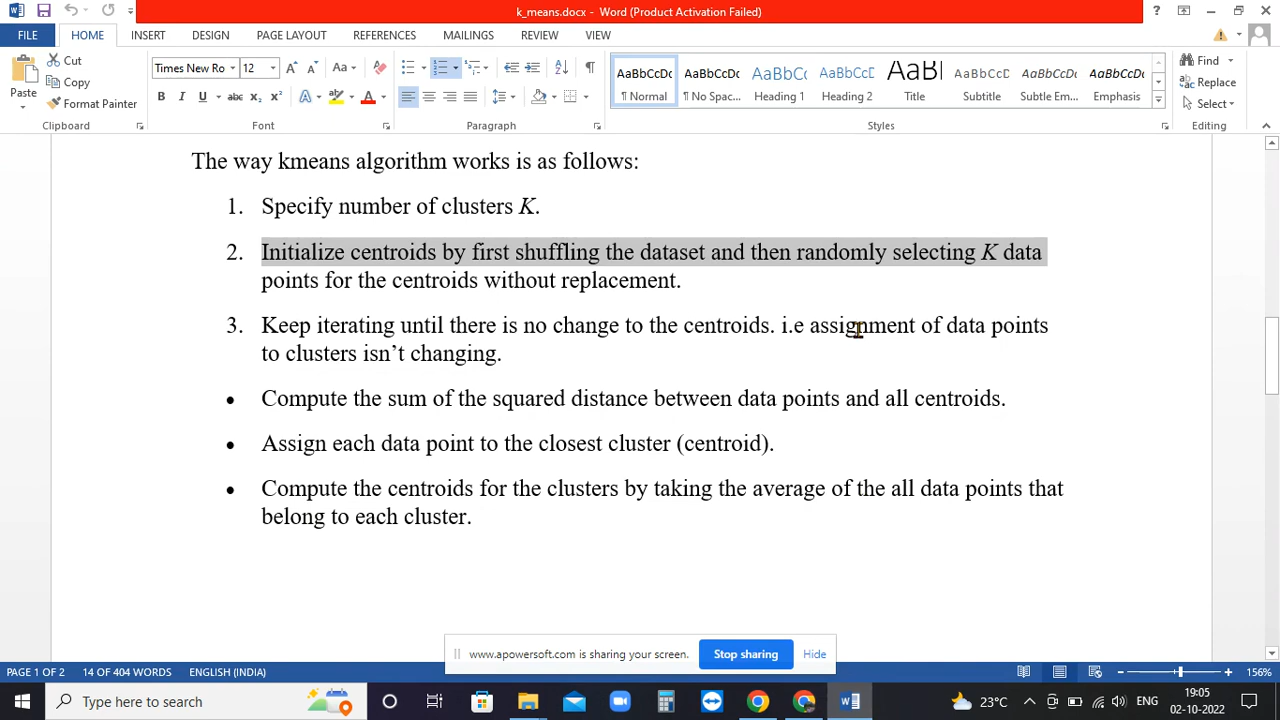 k_means.docx - Word (Product Activation Failed)
FILE HOME INSERT DESIGN PAGE LAYOUT REFERENCES MAILINGS REVIEW VIEW
Paste
Cut
Copy
Format Painter
Clipboard
Times New Ro 12
Font
Paragraph
AaBbCcDc AaBbCcDc AaBbCc AaBbCcD AaBI AaBbCcD AaBbCcDc AaBbCcDc
¶ Normal ¶ No Spac... Heading 1 Heading 2 Title Subtitle Subtle Em... Emphasis
Styles
Find
Replace
Select
Editing
The way kmeans algorithm works is as follows:
1. Specify number of clusters K.
2. Initialize centroids by first shuffling the dataset and then randomly selecting K data
points for the centroids without replacement.
3. Keep iterating until there is no change to the centroids. i.e assignment of data points
to clusters isn’t changing.
• Compute the sum of the squared distance between data points and all centroids.
• Assign each data point to the closest cluster (centroid).
• Compute the centroids for the clusters by taking the average of the all data points that
belong to each cluster.
www.apowersoft.com is sharing your screen. Stop sharing Hide
PAGE 1 OF 2 14 OF 404 WORDS ENGLISH (INDIA) 156%
Type here to search
23°C
ENG
19:05
02-10-2022